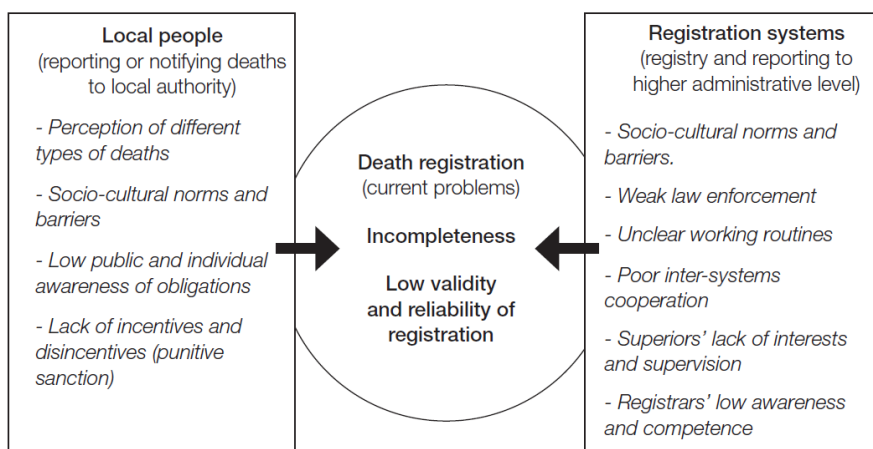 Local people
(reporting or notifying deaths
to local authority)
- Perception of different
types of deaths
- Socio-cultural norms and
barriers
- Low public and individual
awareness of obligations
- Lack of incentives and
disincentives (punitive
sanction)
Death registration
(current problems)
Incompleteness
Low validity
and reliability of
registration
Registration systems
(registry and reporting to
higher administrative level)
- Socio-cultural norms and
barriers.
- Weak law enforcement
- Unclear working routines
- Poor inter-systems
cooperation
- Superiors' lack of interests
and supervision
- Registrars' low awareness
and competence